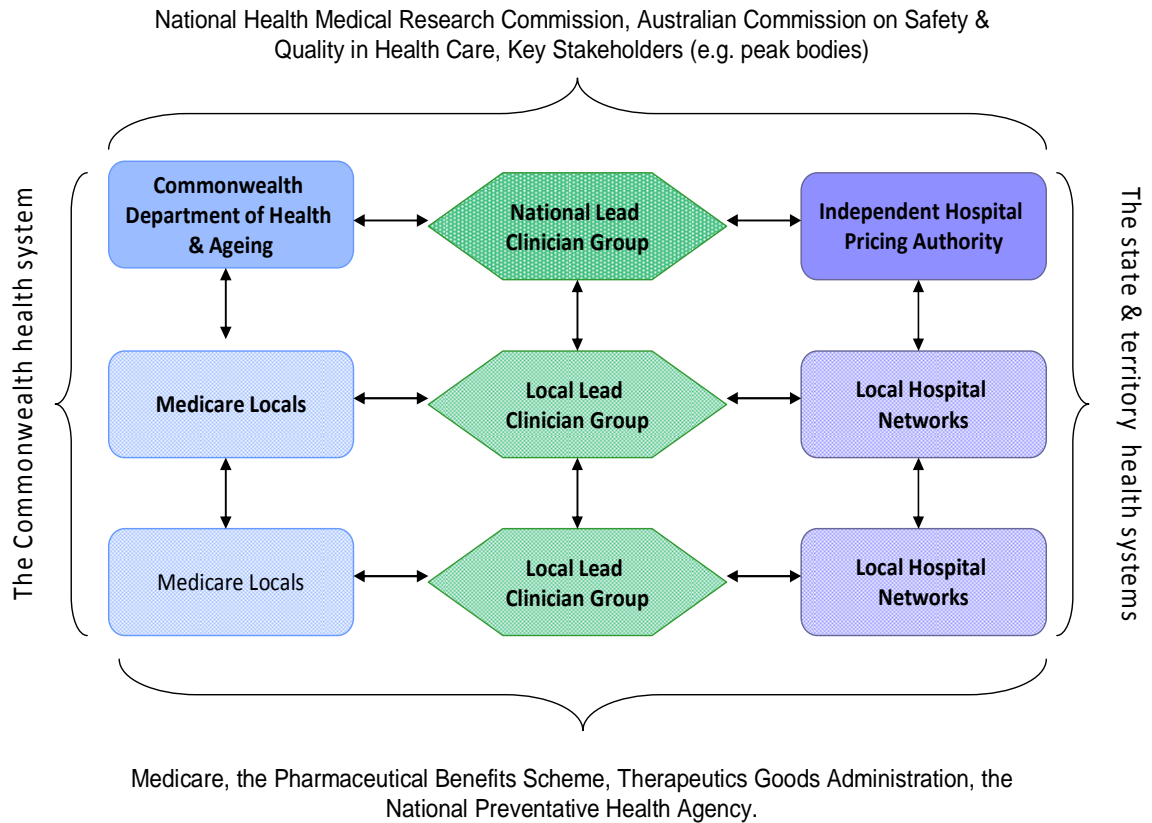 National Health Medical Research Commission, Australian Commission on Safety &
Quality in Health Care, Key Stakeholders (e.g. peak bodies)
The Commonwealth health system
Commonwealth
Department of Health
& Ageing
National Lead
Clinician Group
Independent Hospital
Pricing Authority
The state & territory health systems
Medicare Locals
Local Lead
Clinician Group
Local Hospital
Networks
Medicare Locals
Local Lead
Clinician Group
Local Hospital
Networks
Medicare, the Pharmaceutical Benefits Scheme, Therapeutics Goods Administration, the
National Preventative Health Agency.